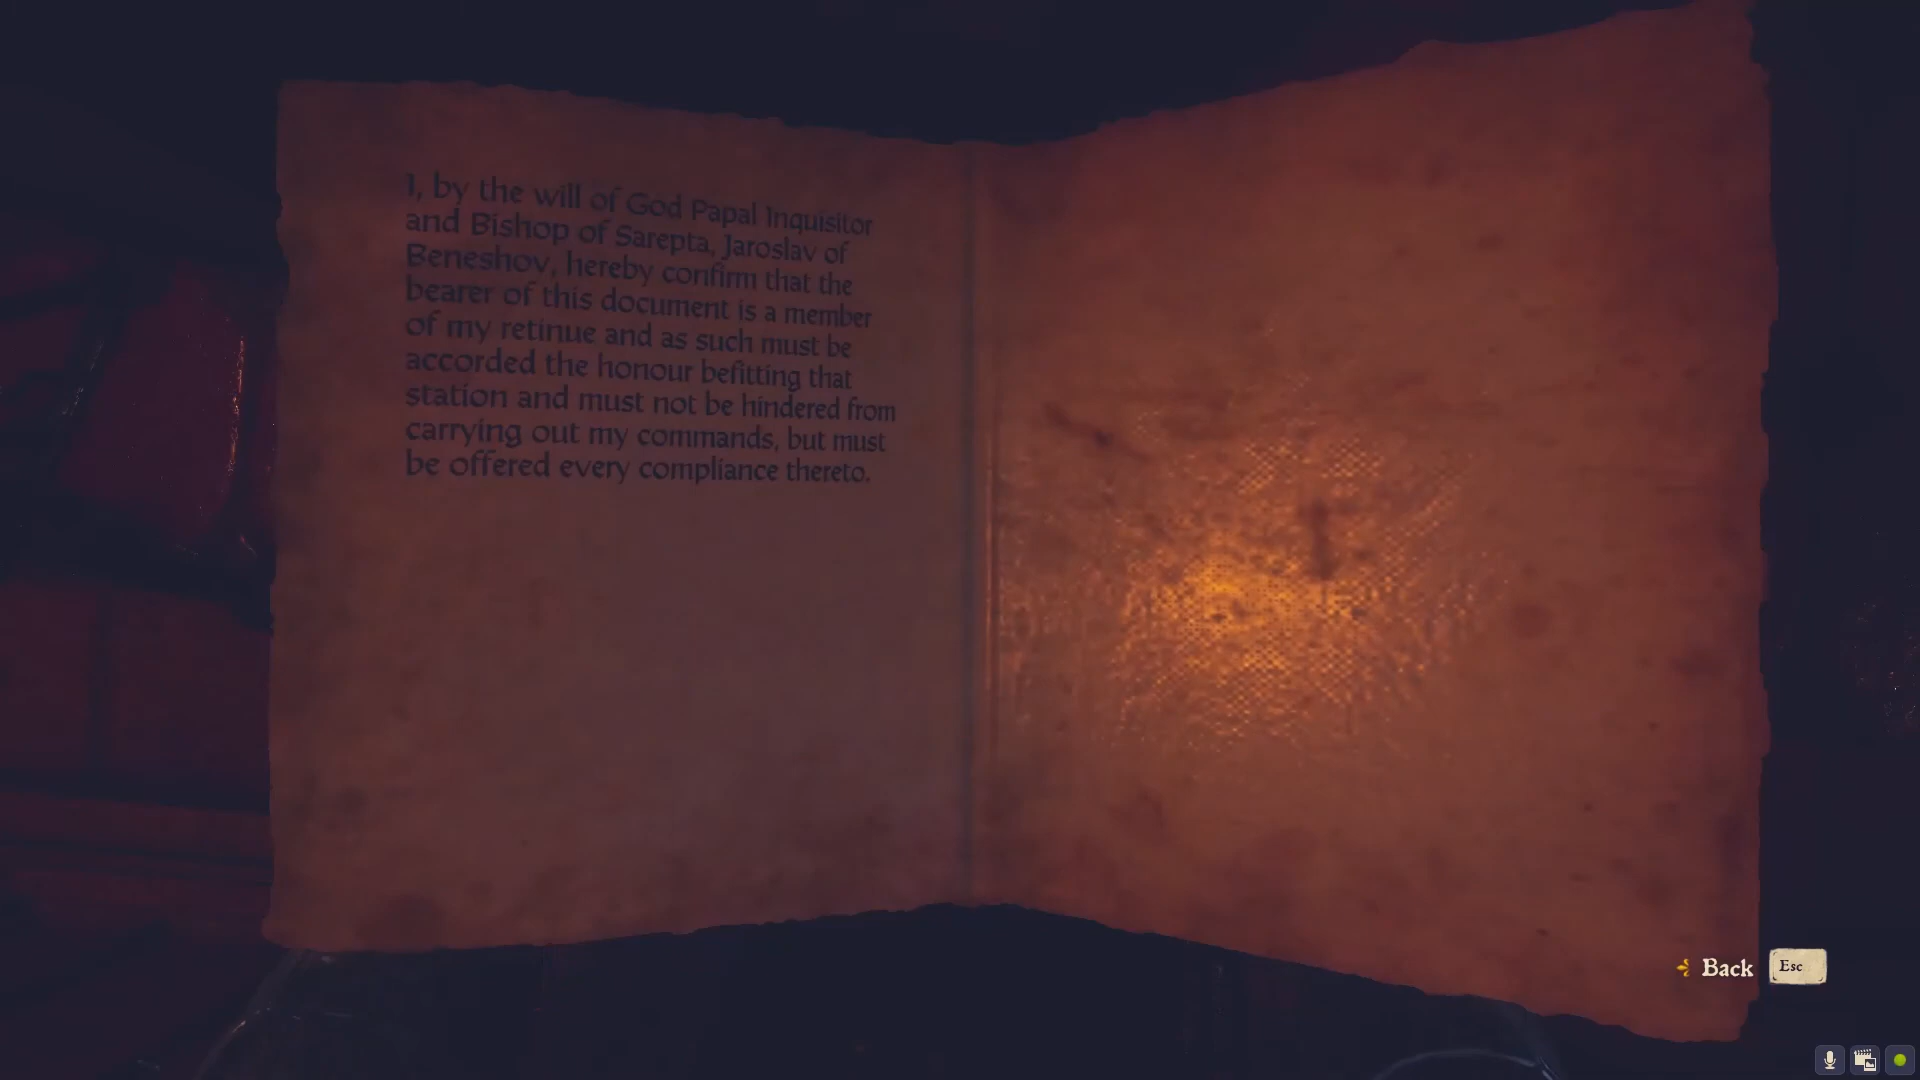 I, by the will of God Papal Inquisitor
and Bishop of Sarepta, Jaroslav of
Beneshov, hereby confirm that the
bearer of this document is a member
of my retinue and as such must be
accorded the honour befitting that
station and must not be hindered from
carrying out my commands, but must
be offered every compliance thereto.
Back Esc